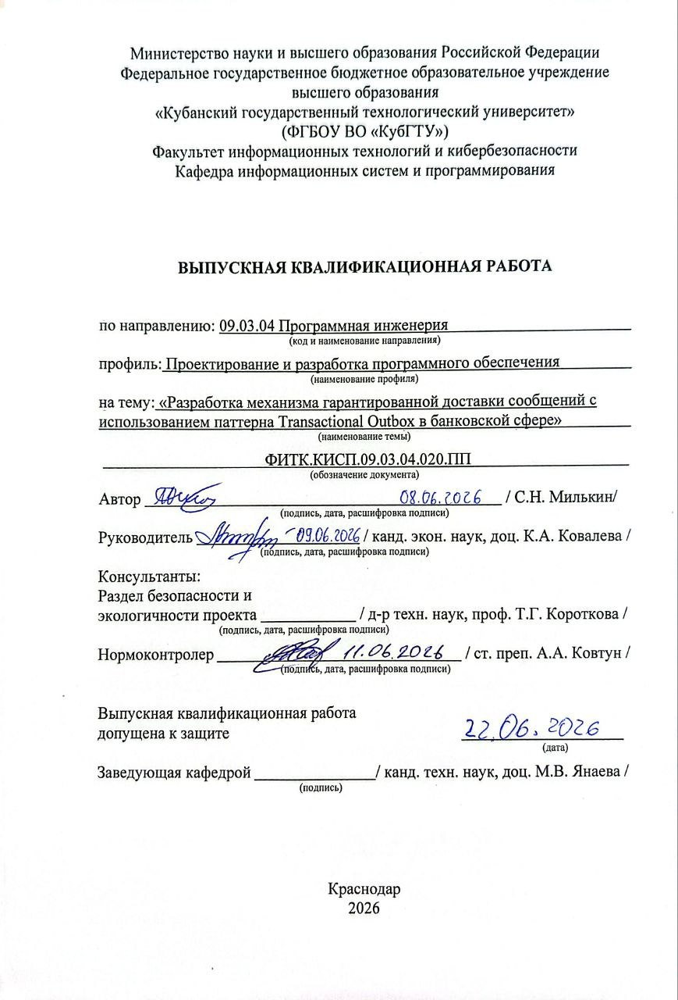 Министерство науки и высшего образования Российской Федерации
Федеральное государственное бюджетное образовательное учреждение
высшего образования
«Кубанский государственный технологический университет»
(ФГБОУ ВО «КубГТУ»)
Факультет информационных технологий и кибербезопасности
Кафедра информационных систем и программирования
ВЫПУСКНАЯ КВАЛИФИКАЦИОННАЯ РАБОТА
по направлению: 09.03.04 Программная инженерия
(код и наименование направления)
профиль: Проектирование и разработка программного обеспечения
(наименование профиля)
на тему: «Разработка механизма гарантированной доставки сообщений с
использованием паттерна Transactional Outbox в банковской сфере»
(наименование темы)
ФИТК.КИСП.09.03.04.020.ПП
(обозначение документа)
Автор 08.06.2026 / С.Н. Милькин/
(подпись, дата, расшифровка подписи)
Руководитель 09.06.2026 / канд. экон. наук, доц. К.А. Ковалева /
(подпись, дата, расшифровка подписи)
Консультанты:
Раздел безопасности и
экологичности проекта ____________ / д-р техн. наук, проф. Т.Г. Короткова /
(подпись, дата, расшифровка подписи)
Нормоконтролер 11.06.2026 / ст. преп. А.А. Ковтун /
(подпись, дата, расшифровка подписи)
Выпускная квалификационная работа
допущена к защите 22.06.2026
(дата)
Заведующая кафедрой _______________/ канд. техн. наук, доц. М.В. Янаева /
(подпись)
Краснодар
2026